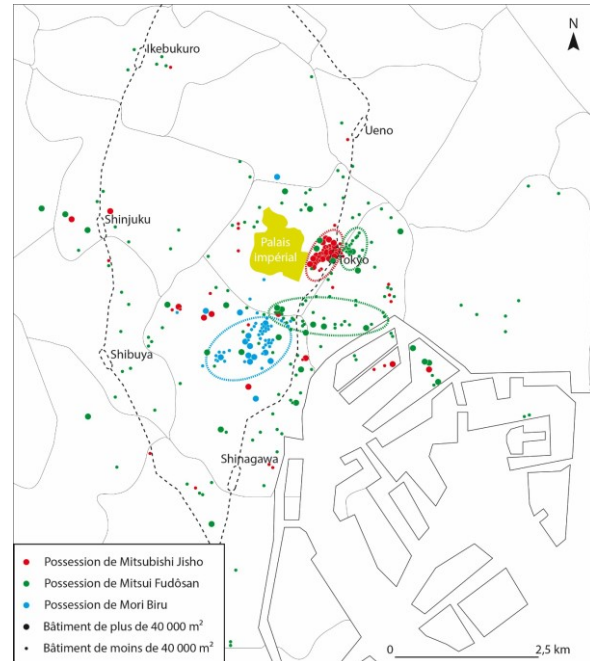 N
Ikebukuro
Ueno
Shinjuku
Palais
impérial
Tokyo
Shibuya
Shinagawa
Possession de Mitsubishi Jisho
Possession de Mitsui Fudôsan
Possession de Mori Biru
Bâtiment de plus de 40 000 m²
Bâtiment de moins de 40 000 m²
0 2,5 km